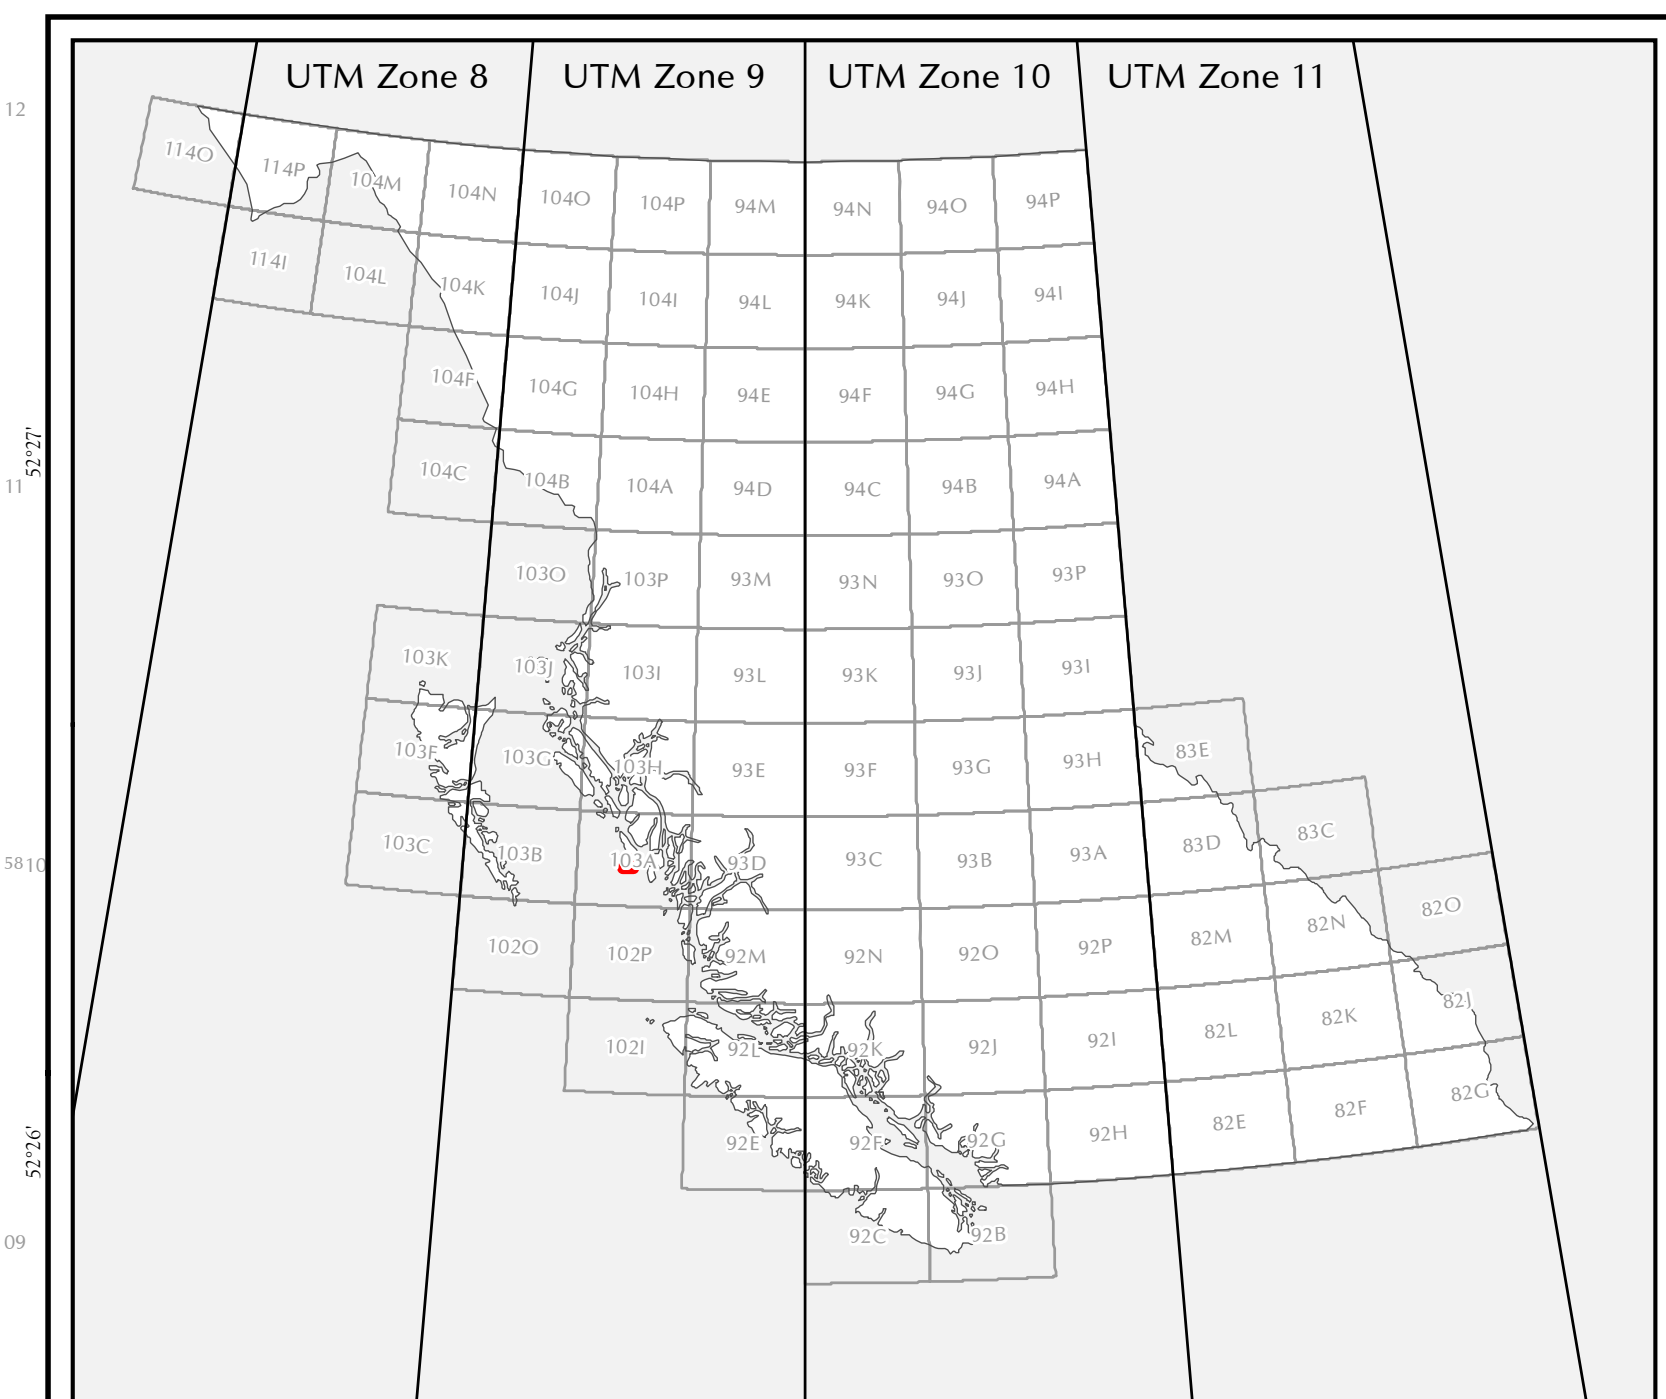 UTM Zone 8 UTM Zone 9 UTM Zone 10 UTM Zone 11
12
114O 114P 104M 104N 104O 104P 94M 94N 94O 94P
114I 104L 104K 104J 104I 94L 94K 94J 94I
104F 104G 104H 94E 94F 94G 94H
52°27'
11
104C 104B 104A 94D 94C 94B 94A
103O 103P 93M 93N 93O 93P
103K 103J 103I 93L 93K 93J 93I
103F 103G 103H 93E 93F 93G 93H 83E
5810
103C 103B 103A 93D 93C 93B 93A 83D 83C
102O 102P 92M 92N 92O 92P 82M 82N 82O
102I 92L 92K 92J 92I 82L 82K 82J
52°26'
92E 92F 92G 92H 82E 82F 82G
09
92C 92B